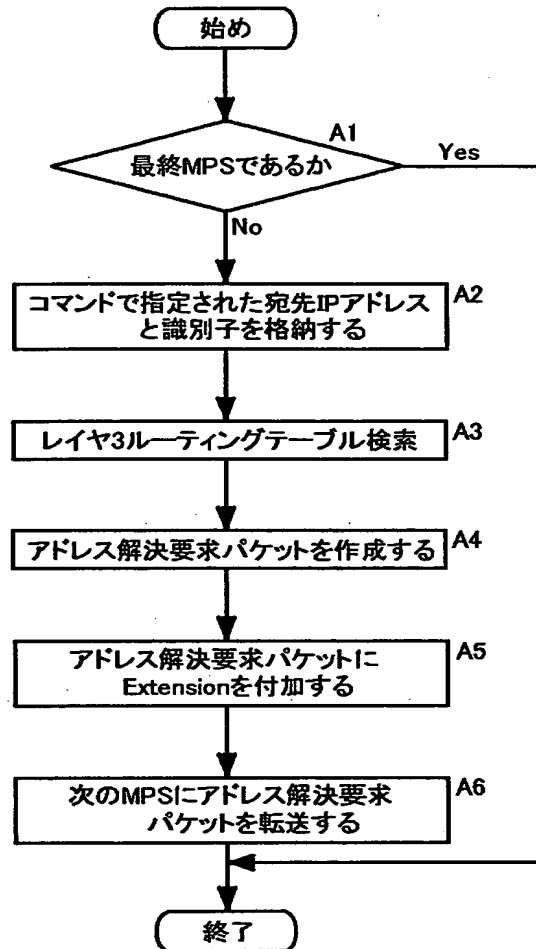 始め
A1
最終MPSであるか
Yes
No
A2
コマンドで指定された宛先IPアドレス
と識別子を格納する
A3
レイヤ3ルーティングテーブル検索
A4
アドレス解決要求パケットを作成する
A5
アドレス解決要求パケットに
Extensionを付加する
A6
次のMPSにアドレス解決要求
パケットを転送する
終了